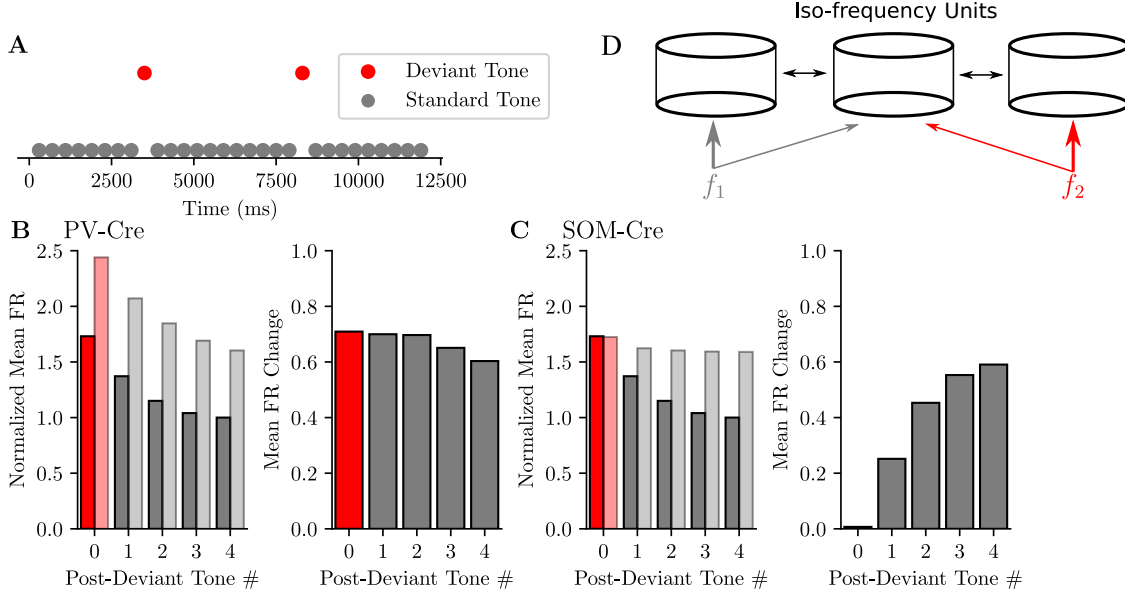 A
Deviant Tone
Standard Tone
0 2500 5000 7500 10000 12500
Time (ms)
D
Iso-frequency Units
f1
f2
B PV-Cre
Normalized Mean FR
2.5
2.0
1.5
1.0
0.5
0.0
0 1 2 3 4
Post-Deviant Tone #
Mean FR Change
1.0
0.8
0.6
0.4
0.2
0.0
0 1 2 3 4
Post-Deviant Tone #
C SOM-Cre
Normalized Mean FR
2.5
2.0
1.5
1.0
0.5
0.0
0 1 2 3 4
Post-Deviant Tone #
Mean FR Change
1.0
0.8
0.6
0.4
0.2
0.0
0 1 2 3 4
Post-Deviant Tone #